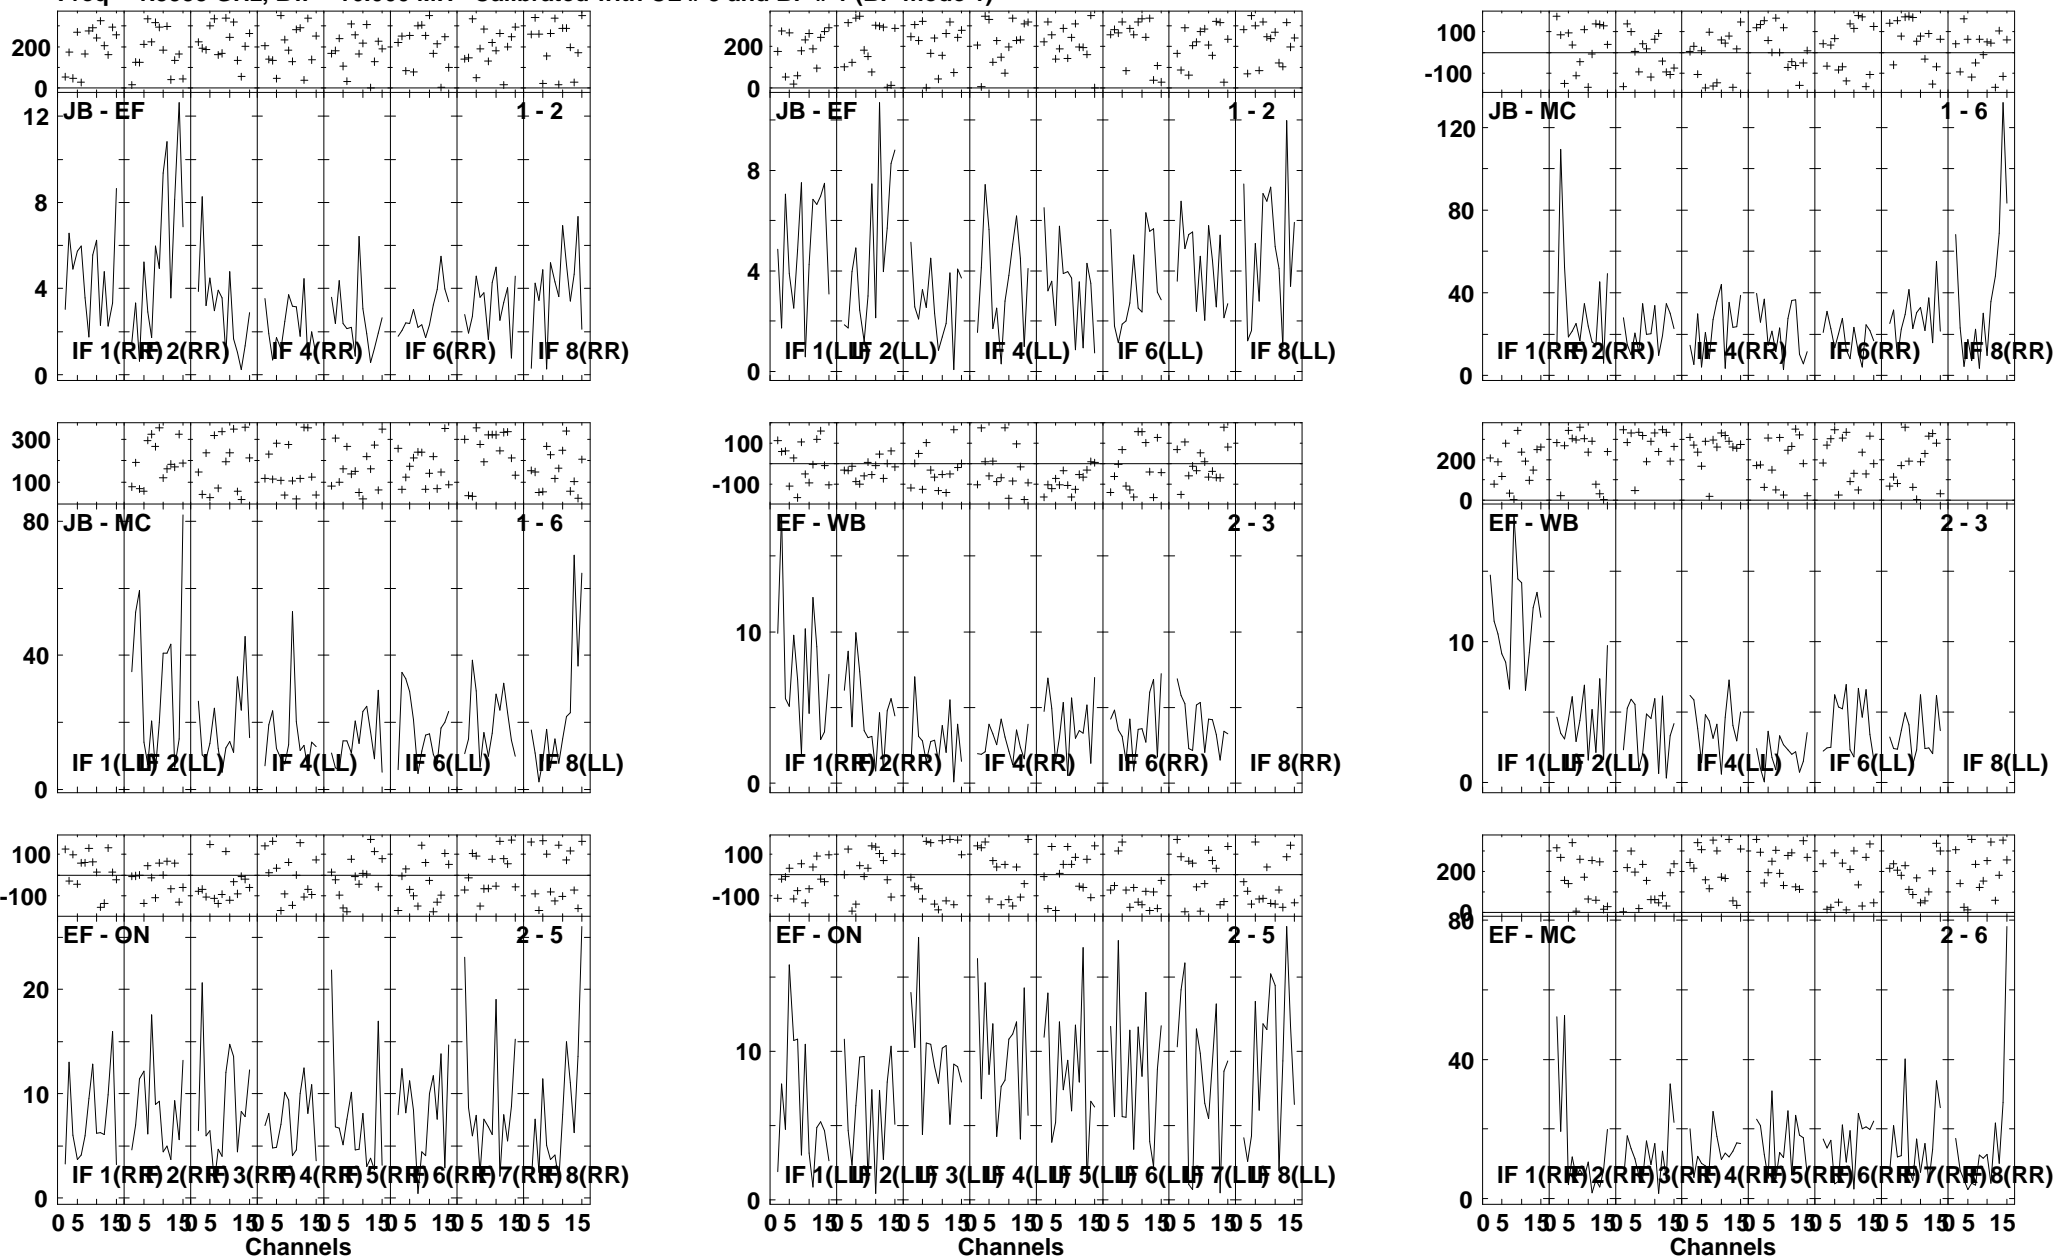 200
0
JB - EF 1 - 2
12
8
4
0
IF 1(RR) IF 2(RR) IF 4(RR) IF 6(RR) IF 8(RR)
200
0
JB - EF 1 - 2
8
4
0
IF 1(LL) IF 2(LL) IF 4(LL) IF 6(LL) IF 8(LL)
100
-100
JB - MC 1 - 6
120
80
40
0
IF 1(RR) IF 2(RR) IF 4(RR) IF 6(RR) IF 8(RR)
300
100
JB - MC 1 - 6
80
40
0
IF 1(LL) IF 2(LL) IF 4(LL) IF 6(LL) IF 8(LL)
100
-100
EF - WB 2 - 3
10
0
IF 1(RR) IF 2(RR) IF 4(RR) IF 6(RR) IF 8(RR)
200
0
EF - WB 2 - 3
10
0
IF 1(LL) IF 2(LL) IF 4(LL) IF 6(LL) IF 8(LL)
100
-100
EF - ON 2 - 5
20
10
0
IF 1(RR) IF 2(RR) IF 3(RR) IF 4(RR) IF 5(RR) IF 6(RR) IF 7(RR) IF 8(RR)
0 5 15 0 5 15 0 5 15 0 5 15 0 5 15 0 5 15 0 5 15 0 5 15
Channels
100
-100
EF - ON 2 - 5
10
0
IF 1(LL) IF 2(LL) IF 3(LL) IF 4(LL) IF 5(LL) IF 6(LL) IF 7(LL) IF 8(LL)
0 5 15 0 5 15 0 5 15 0 5 15 0 5 15 0 5 15 0 5 15 0 5 15
Channels
200
0
EF - MC 2 - 6
80
40
0
IF 1(RR) IF 2(RR) IF 3(RR) IF 4(RR) IF 5(RR) IF 6(RR) IF 7(RR) IF 8(RR)
0 5 15 0 5 15 0 5 15 0 5 15 0 5 15 0 5 15 0 5 15 0 5 15
Channels